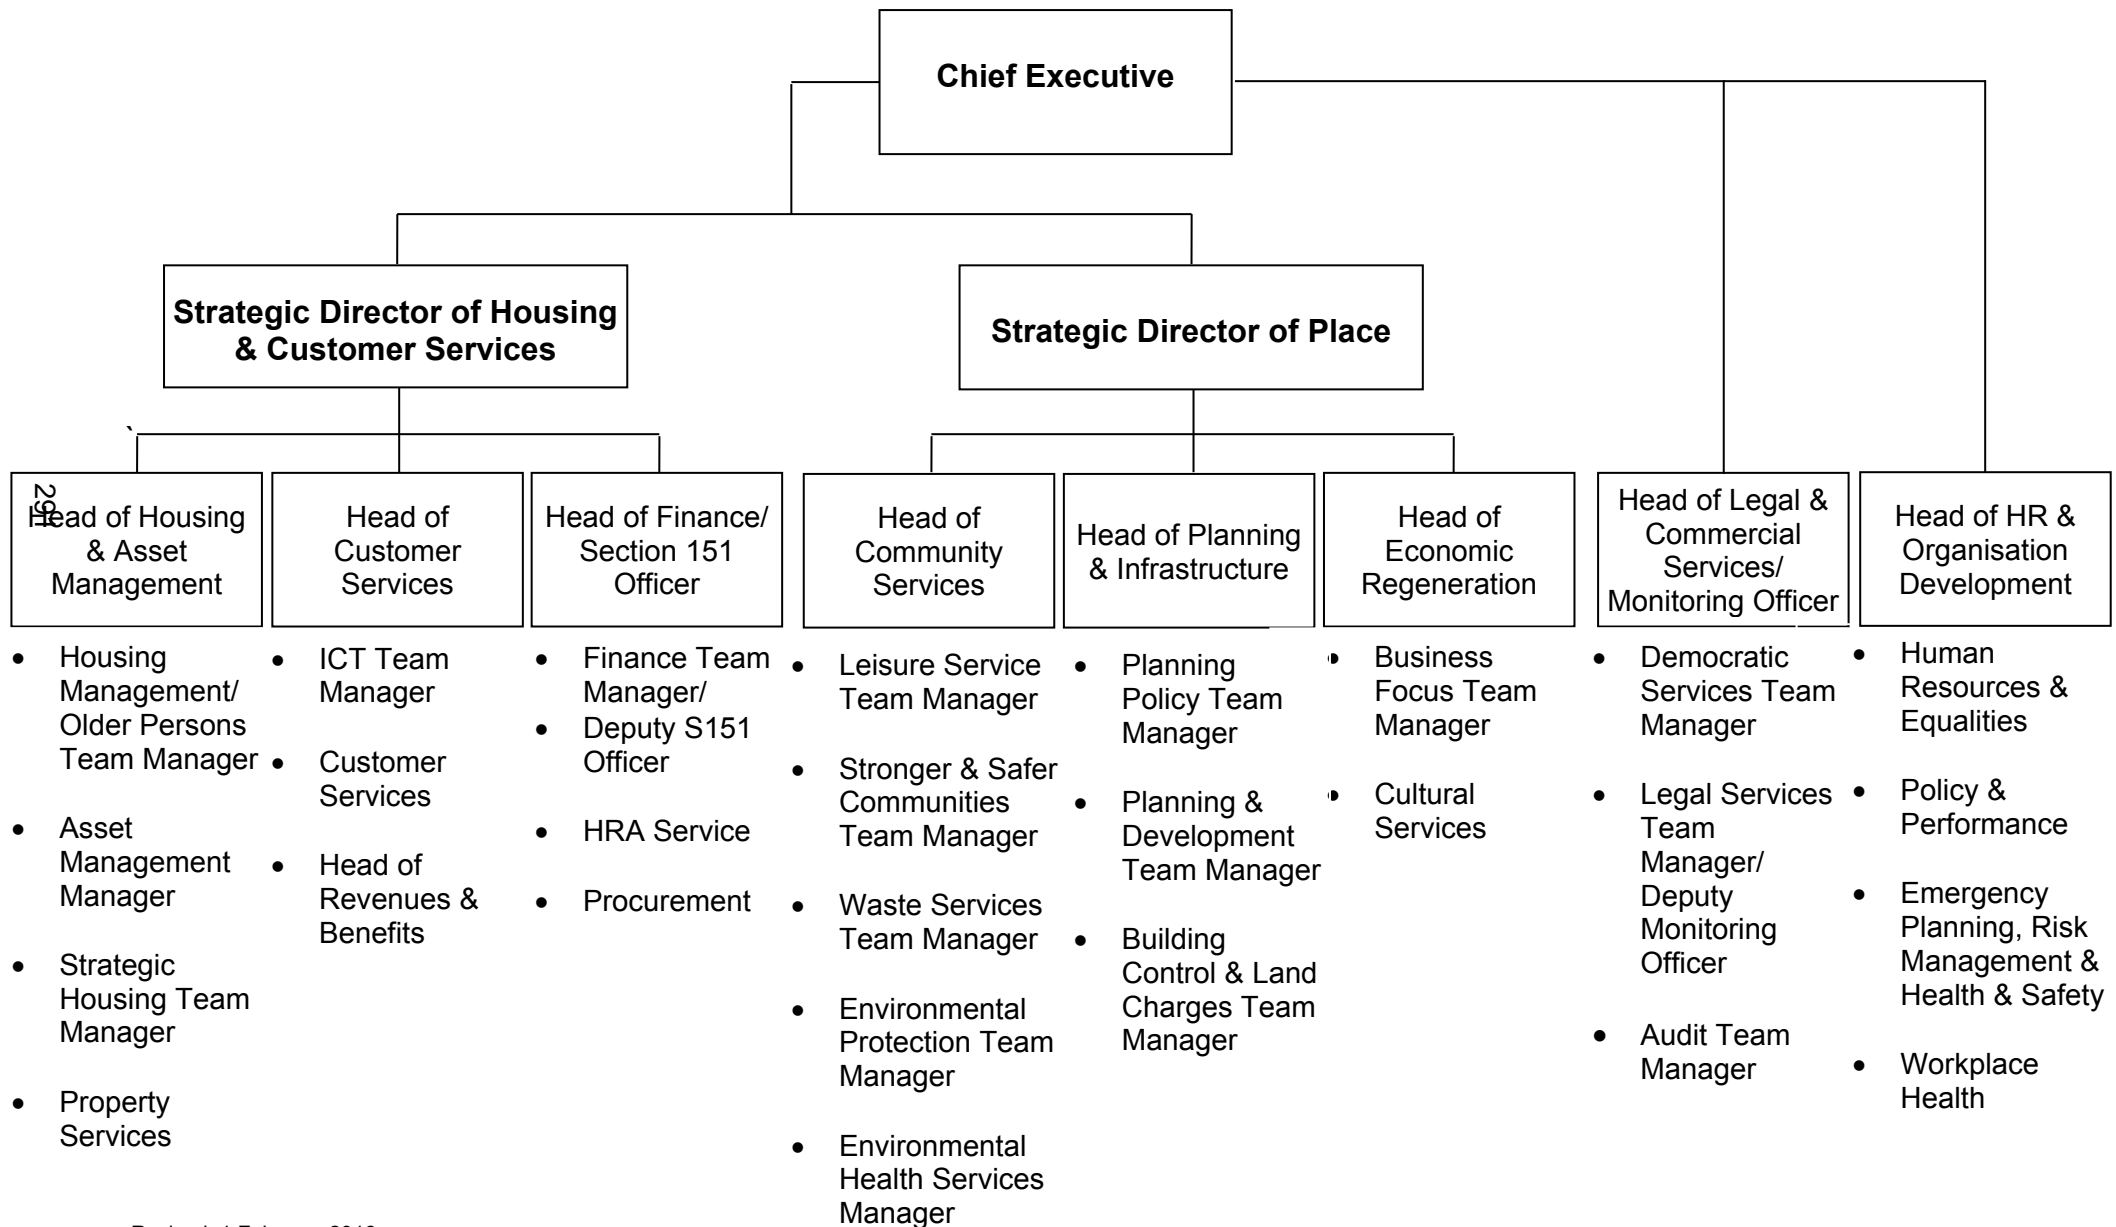 Chief Executive
Strategic Director of Housing
& Customer Services
Strategic Director of Place
`
Head of Housing
& Asset
Management
Head of
Customer
Services
Head of Finance/
Section 151
Officer
Head of
Community
Services
Head of Planning
& Infrastructure
Head of
Economic
Regeneration
Head of Legal &
Commercial
Services/
Monitoring Officer
Head of HR &
Organisation
Development
• Housing
Management/
Older Persons
Team Manager
• Asset
Management
Manager
• Strategic
Housing Team
Manager
• Property
Services
• ICT Team
Manager
• Customer
Services
• Head of
Revenues &
Benefits
• Finance Team
Manager/
• Deputy S151
Officer
• HRA Service
• Procurement
• Leisure Service
Team Manager
• Stronger & Safer
Communities
Team Manager
• Waste Services
Team Manager
• Environmental
Protection Team
Manager
• Environmental
Health Services
Manager
• Planning
Policy Team
Manager
• Planning &
Development
Team Manager
• Building
Control & Land
Charges Team
Manager
• Business
Focus Team
Manager
• Cultural
Services
• Democratic
Services Team
Manager
• Legal Services
Team
Manager/
Deputy
Monitoring
Officer
• Audit Team
Manager
• Human
Resources &
Equalities
• Policy &
Performance
• Emergency
Planning, Risk
Management &
Health & Safety
• Workplace
Health